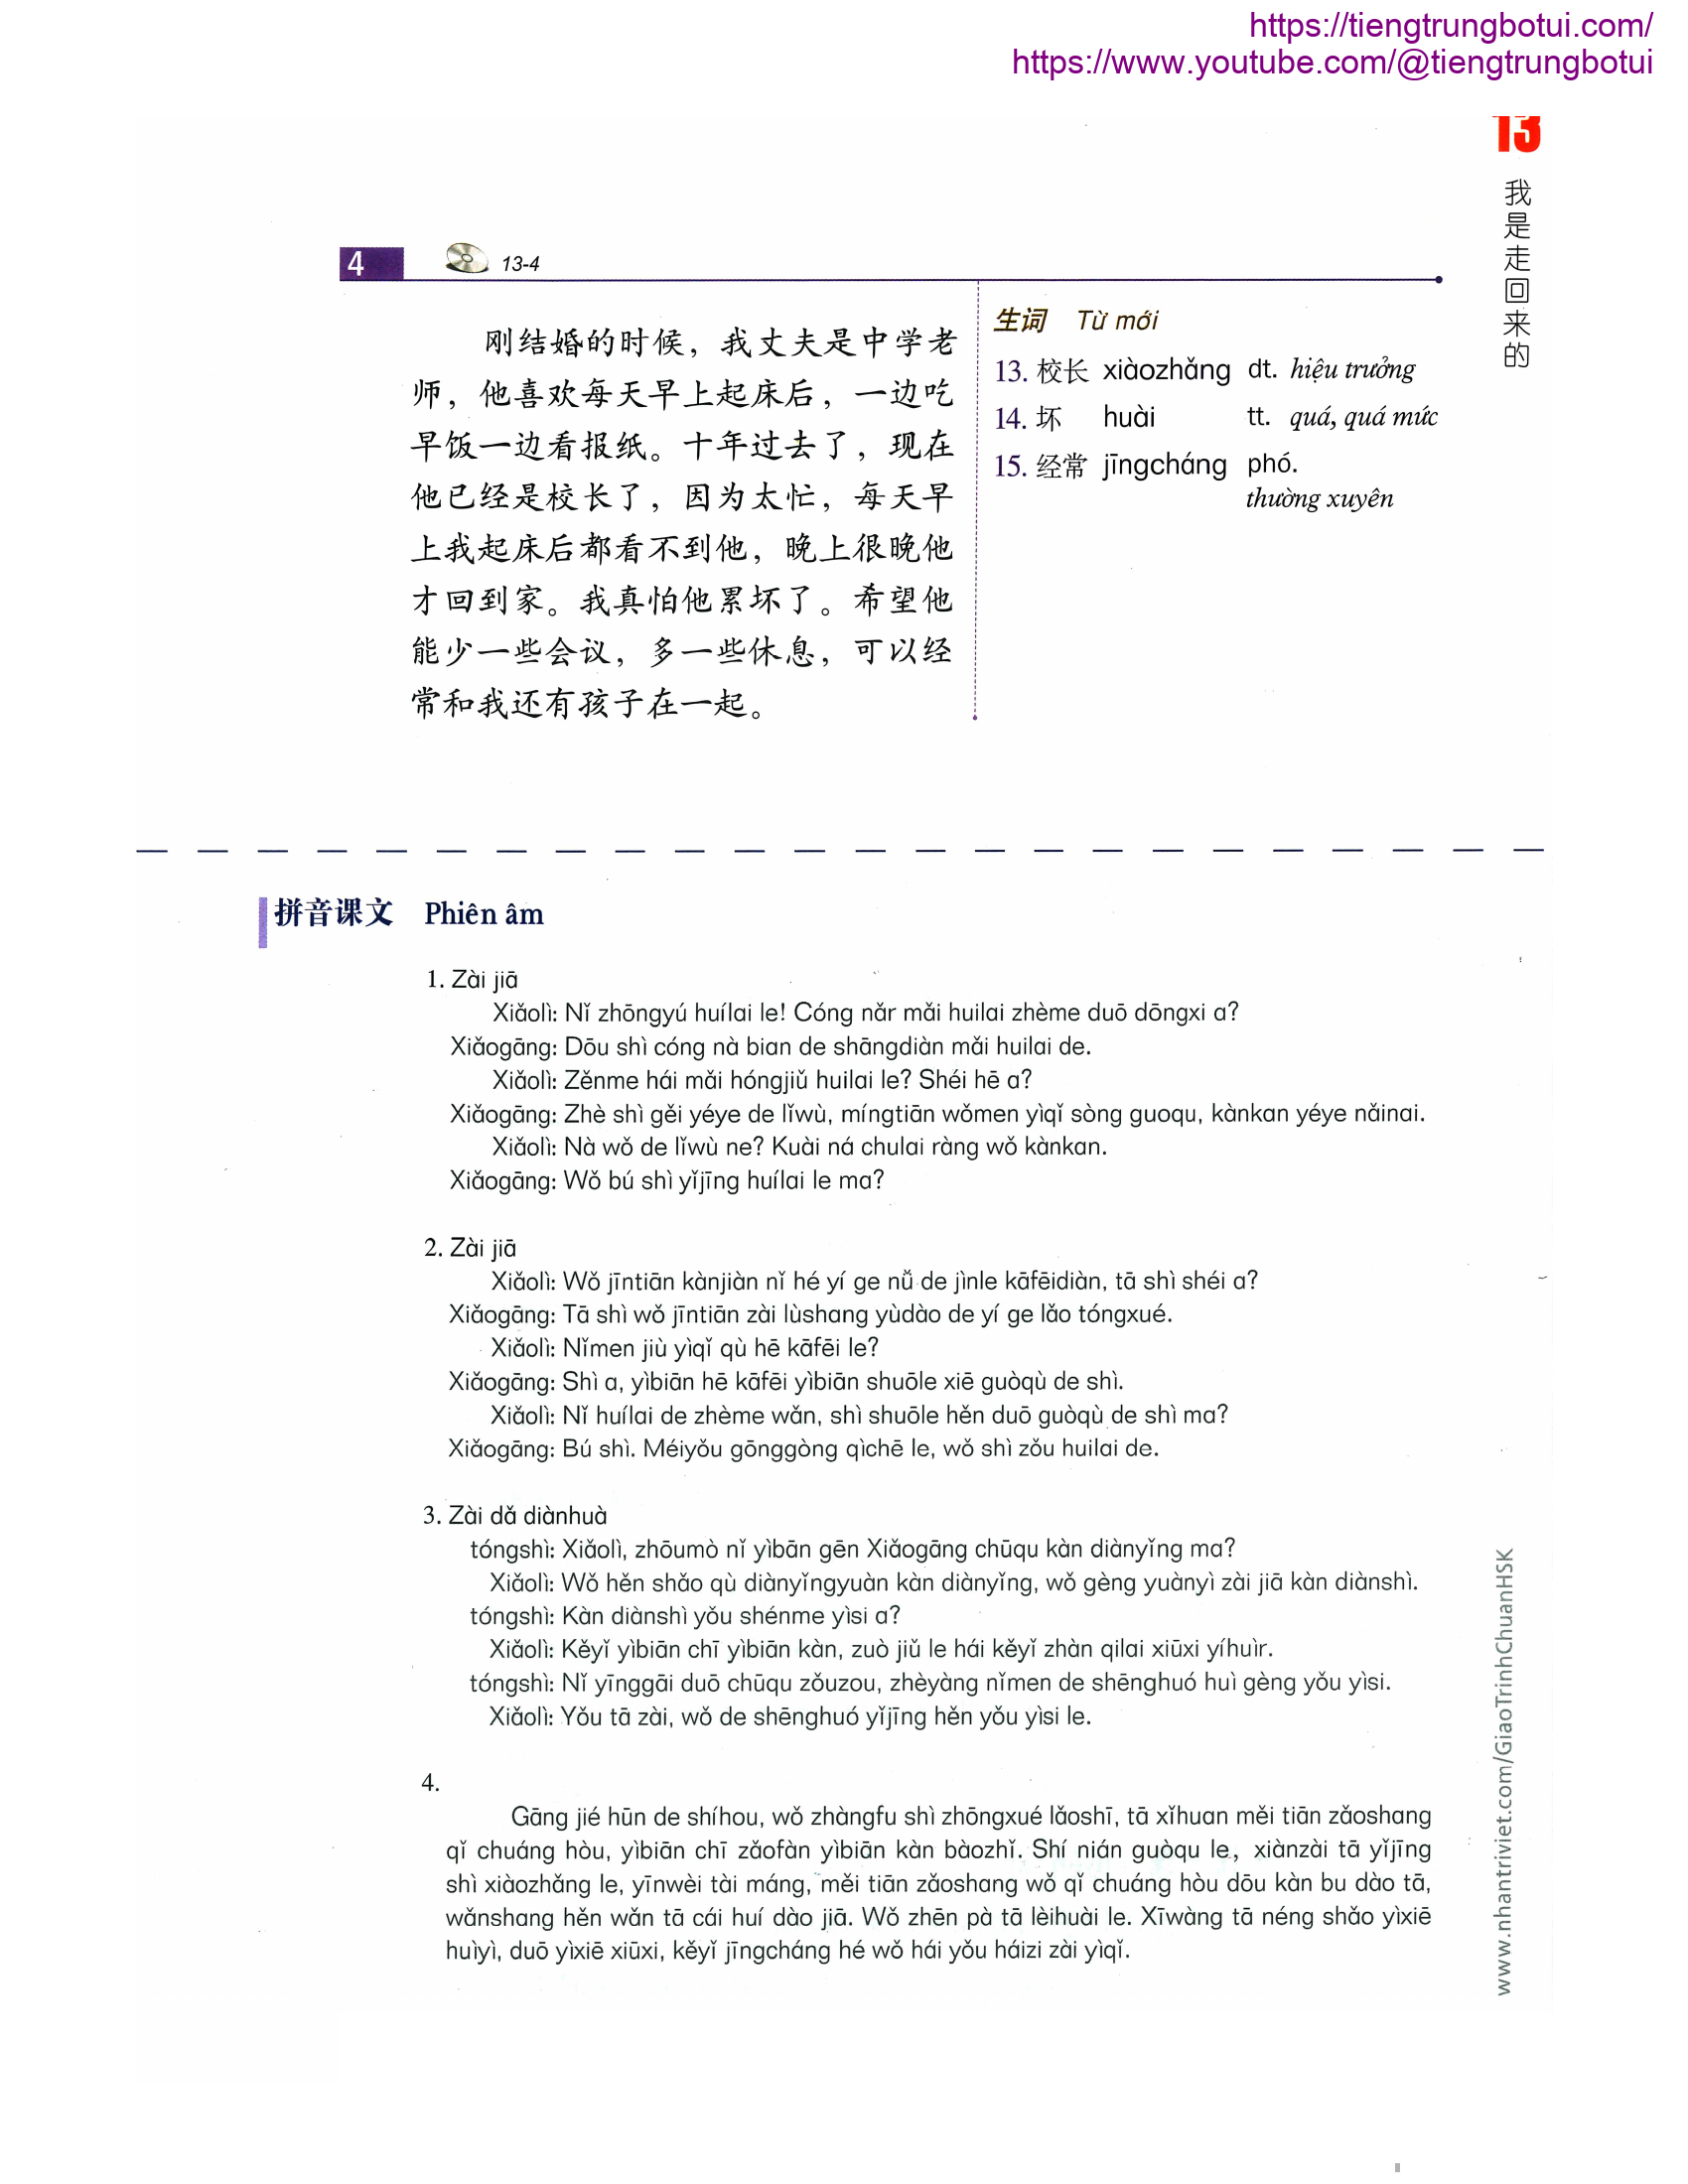 https://tiengtrungbotui.com/
https://www.youtube.com/@tiengtrungbotui
13
我是走回来的
4
13-4
刚结婚的时候，我丈夫是中学老
师，他喜欢每天早上起床后，一边吃
早饭一边看报纸。十年过去了，现在
他已经是校长了，因为太忙，每天早
上我起床后都看不到他，晚上很晚他
才回到家。我真怕他累坏了。希望他
能少一些会议，多一些休息，可以经
常和我还有孩子在一起。
生词 Từ mới
13. 校长 xiàozhǎng dt. hiệu trưởng
14. 坏 huài tt. quá, quá mức
15. 经常 jīngcháng phó.
thường xuyên
拼音课文 Phiên âm
1. Zài jiā
Xiǎolì: Nǐ zhōngyú huílai le! Cóng nǎr mǎi huilai zhème duō dōngxi a?
Xiǎogāng: Dōu shì cóng nà bian de shāngdiàn mǎi huilai de.
Xiǎolì: Zěnme hái mǎi hóngjiǔ huilai le? Shéi hē a?
Xiǎogāng: Zhè shì gěi yéye de lǐwù, míngtiān wǒmen yìqǐ sòng guoqu, kànkan yéye nǎinai.
Xiǎolì: Nà wǒ de lǐwù ne? Kuài ná chulai ràng wǒ kànkan.
Xiǎogāng: Wǒ bú shì yǐjīng huílai le ma?
2. Zài jiā
Xiǎolì: Wǒ jīntiān kànjiàn nǐ hé yí ge nǚ de jìnle kāfēidiàn, tā shì shéi a?
Xiǎogāng: Tā shì wǒ jīntiān zài lùshang yùdào de yí ge lǎo tóngxué.
Xiǎolì: Nǐmen jiù yìqǐ qù hē kāfēi le?
Xiǎogāng: Shì a, yìbiān hē kāfēi yìbiān shuōle xiē guòqù de shì.
Xiǎolì: Nǐ huílai de zhème wǎn, shì shuōle hěn duō guòqù de shì ma?
Xiǎogāng: Bú shì. Méiyǒu gōnggòng qìchē le, wǒ shì zǒu huilai de.
3. Zài dǎ diànhuà
tóngshì: Xiǎolì, zhōumò nǐ yìbān gēn Xiǎogāng chūqu kàn diànyǐng ma?
Xiǎolì: Wǒ hěn shǎo qù diànyǐngyuàn kàn diànyǐng, wǒ gèng yuànyì zài jiā kàn diànshì.
tóngshì: Kàn diànshì yǒu shénme yìsi a?
Xiǎolì: Kěyǐ yìbiān chī yìbiān kàn, zuò jiǔ le hái kěyǐ zhàn qilai xiūxi yíhuìr.
tóngshì: Nǐ yīnggāi duō chūqu zǒuzou, zhèyàng nǐmen de shēnghuó huì gèng yǒu yìsi.
Xiǎolì: Yǒu tā zài, wǒ de shēnghuó yǐjīng hěn yǒu yìsi le.
4.
Gāng jié hūn de shíhou, wǒ zhàngfu shì zhōngxué lǎoshī, tā xǐhuan měi tiān zǎoshang
qǐ chuáng hòu, yìbiān chī zǎofàn yìbiān kàn bàozhǐ. Shí nián guòqu le, xiànzài tā yǐjīng
shì xiàozhǎng le, yīnwèi tài máng, měi tiān zǎoshang wǒ qǐ chuáng hòu dōu kàn bu dào tā,
wǎnshang hěn wǎn tā cái huí dào jiā. Wǒ zhēn pà tā lèihuài le. Xīwàng tā néng shǎo yìxiē
huìyì, duō yìxiē xiūxi, kěyǐ jīngcháng hé wǒ hái yǒu háizi zài yìqǐ.
www.nhantriviet.com/GiaoTrinhChuanHSK